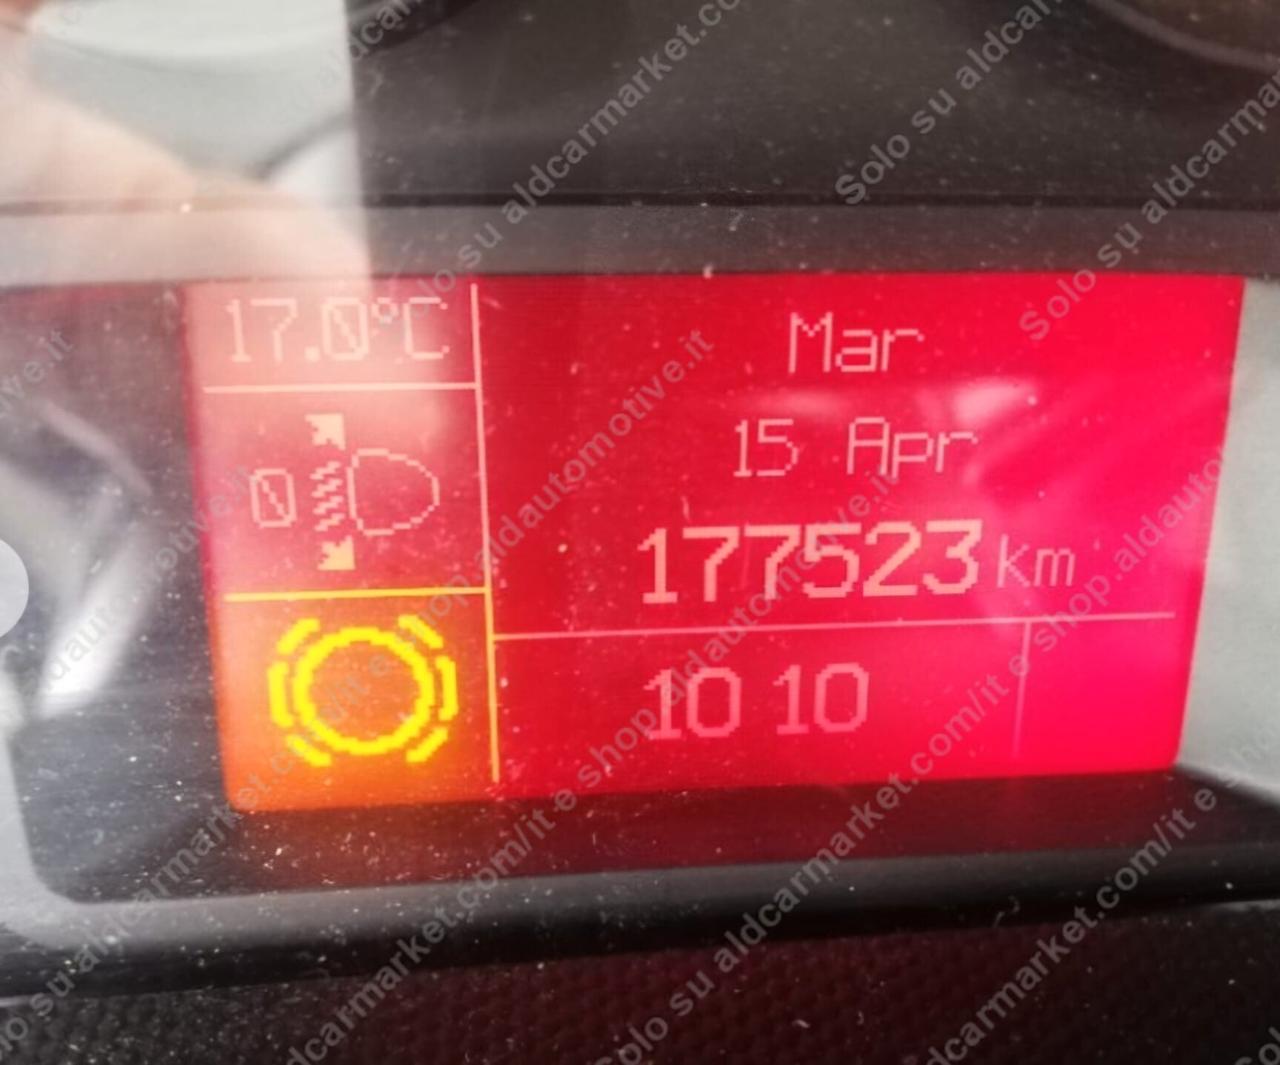 17.0°C
Mar
15 Apr
0
177523 km
10 10
Solo su aldcarmarket.com/it e shop.aldautomotive.it